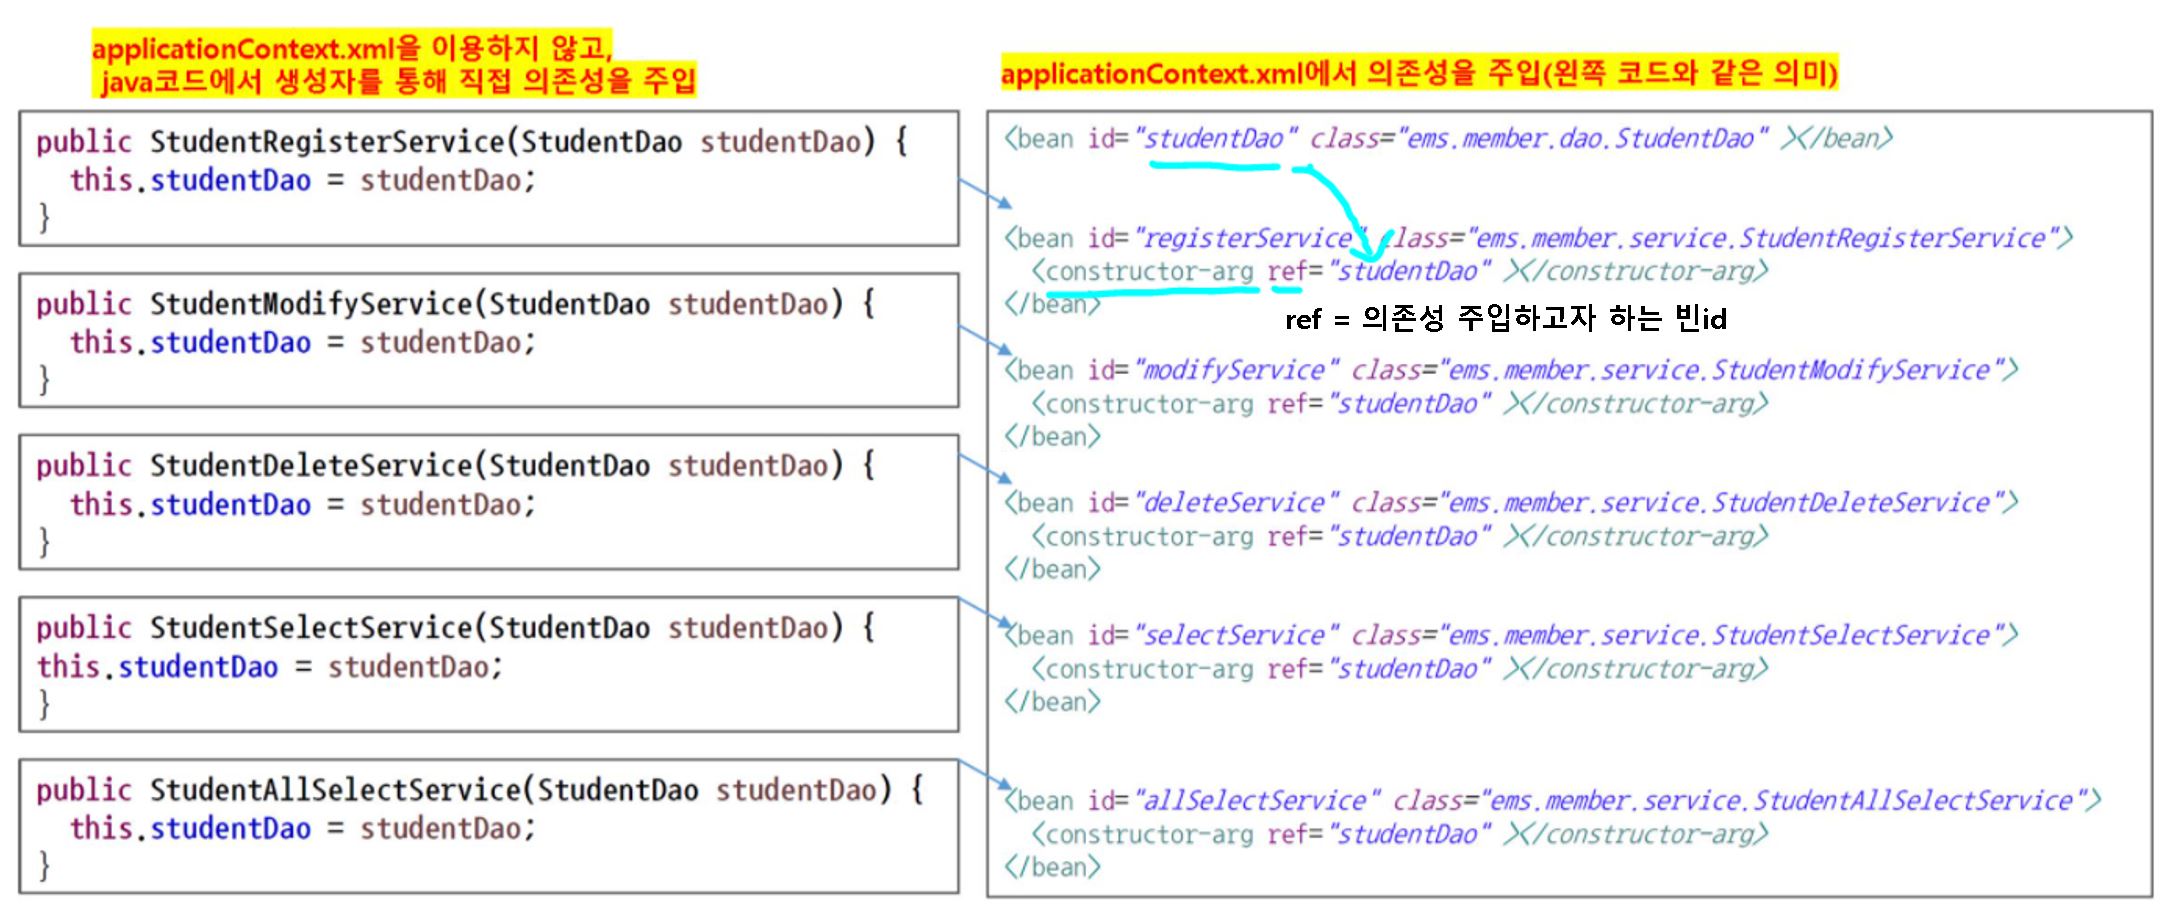 applicationContext.xml을 이용하지 않고,
java코드에서 생성자를 통해 직접 의존성을 주입
public StudentRegisterService(StudentDao studentDao) {
this.studentDao = studentDao;
}
public StudentModifyService(StudentDao studentDao) {
this.studentDao = studentDao;
}
public StudentDeleteService(StudentDao studentDao) {
this.studentDao = studentDao;
}
public StudentSelectService(StudentDao studentDao) {
this.studentDao = studentDao;
}
public StudentAllSelectService(StudentDao studentDao) {
this.studentDao = studentDao;
}
applicationContext.xml에서 의존성을 주입(왼쪽 코드와 같은 의미)
<bean id="studentDao" class="ems.member.dao.StudentDao" ></bean>
<bean id="registerService" class="ems.member.service.StudentRegisterService">
<constructor-arg ref="studentDao" ></constructor-arg>
</bean>
ref = 의존성 주입하고자 하는 빈id
<bean id="modifyService" class="ems.member.service.StudentModifyService">
<constructor-arg ref="studentDao" ></constructor-arg>
</bean>
<bean id="deleteService" class="ems.member.service.StudentDeleteService">
<constructor-arg ref="studentDao" ></constructor-arg>
</bean>
<bean id="selectService" class="ems.member.service.StudentSelectService">
<constructor-arg ref="studentDao" ></constructor-arg>
</bean>
<bean id="allSelectService" class="ems.member.service.StudentAllSelectService">
<constructor-arg ref="studentDao" ></constructor-arg>
</bean>